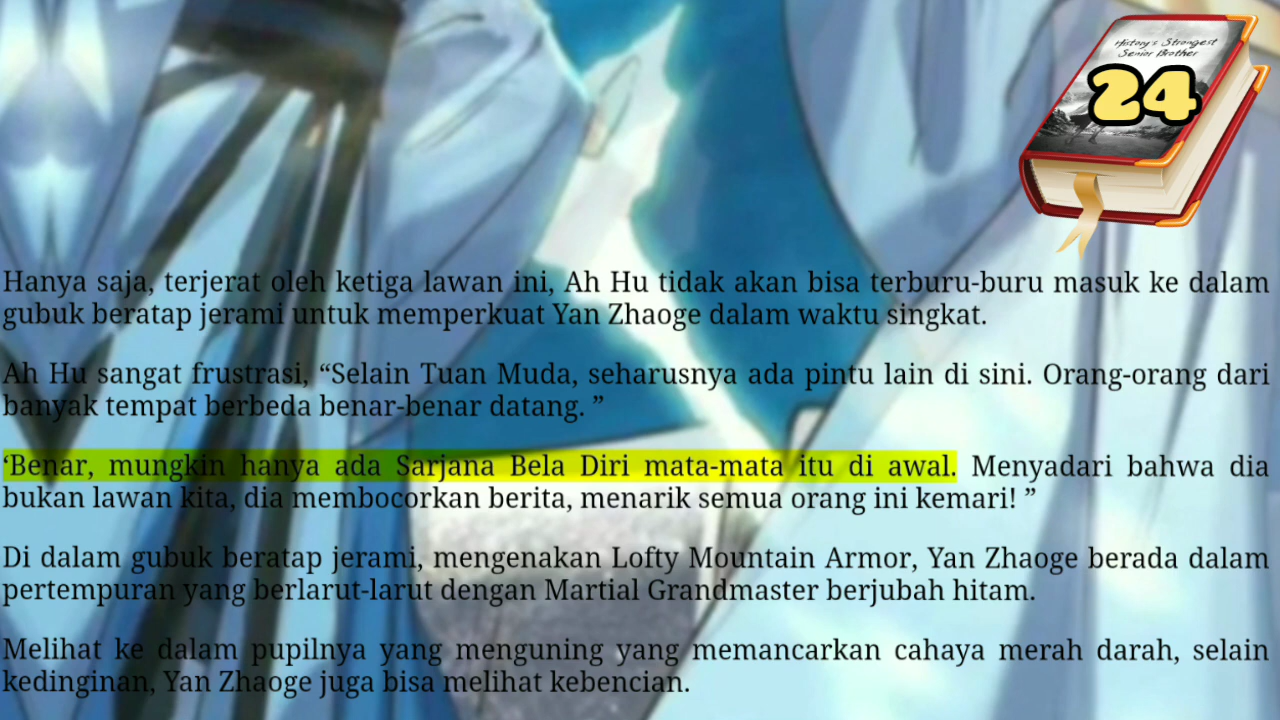 History's Strongest
Senior Brother
24
Hanya saja, terjerat oleh ketiga lawan ini, Ah Hu tidak akan bisa terburu-buru masuk ke dalam
gubuk beratap jerami untuk memperkuat Yan Zhaoge dalam waktu singkat.
Ah Hu sangat frustrasi, “Selain Tuan Muda, seharusnya ada pintu lain di sini. Orang-orang dari
banyak tempat berbeda benar-benar datang. ”
‘Benar, mungkin hanya ada Sarjana Bela Diri mata-mata itu di awal. Menyadari bahwa dia
bukan lawan kita, dia membocorkan berita, menarik semua orang ini kemari! ”
Di dalam gubuk beratap jerami, mengenakan Lofty Mountain Armor, Yan Zhaoge berada dalam
pertempuran yang berlarut-larut dengan Martial Grandmaster berjubah hitam.
Melihat ke dalam pupilnya yang menguning yang memancarkan cahaya merah darah, selain
kedinginan, Yan Zhaoge juga bisa melihat kebencian.